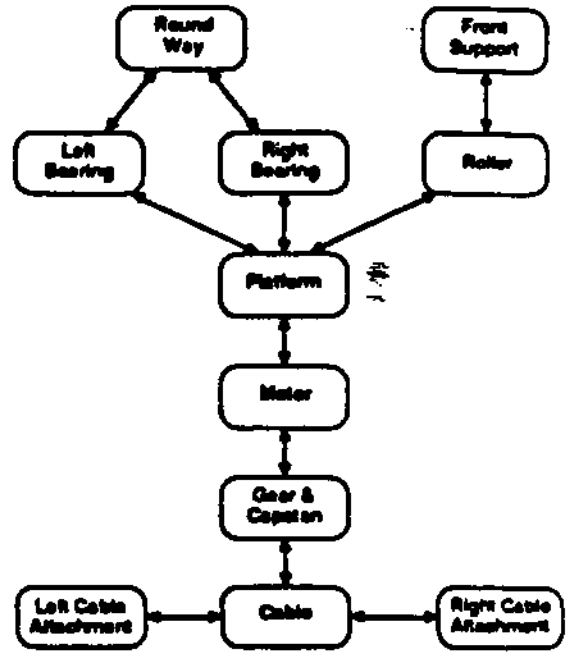 Round
Way
Front
Support
Left
Bearing
Right
Bearing
Roller
Platform
Motor
Gear &
Capstan
Left Cable
Attachment
Cable
Right Cable
Attachment